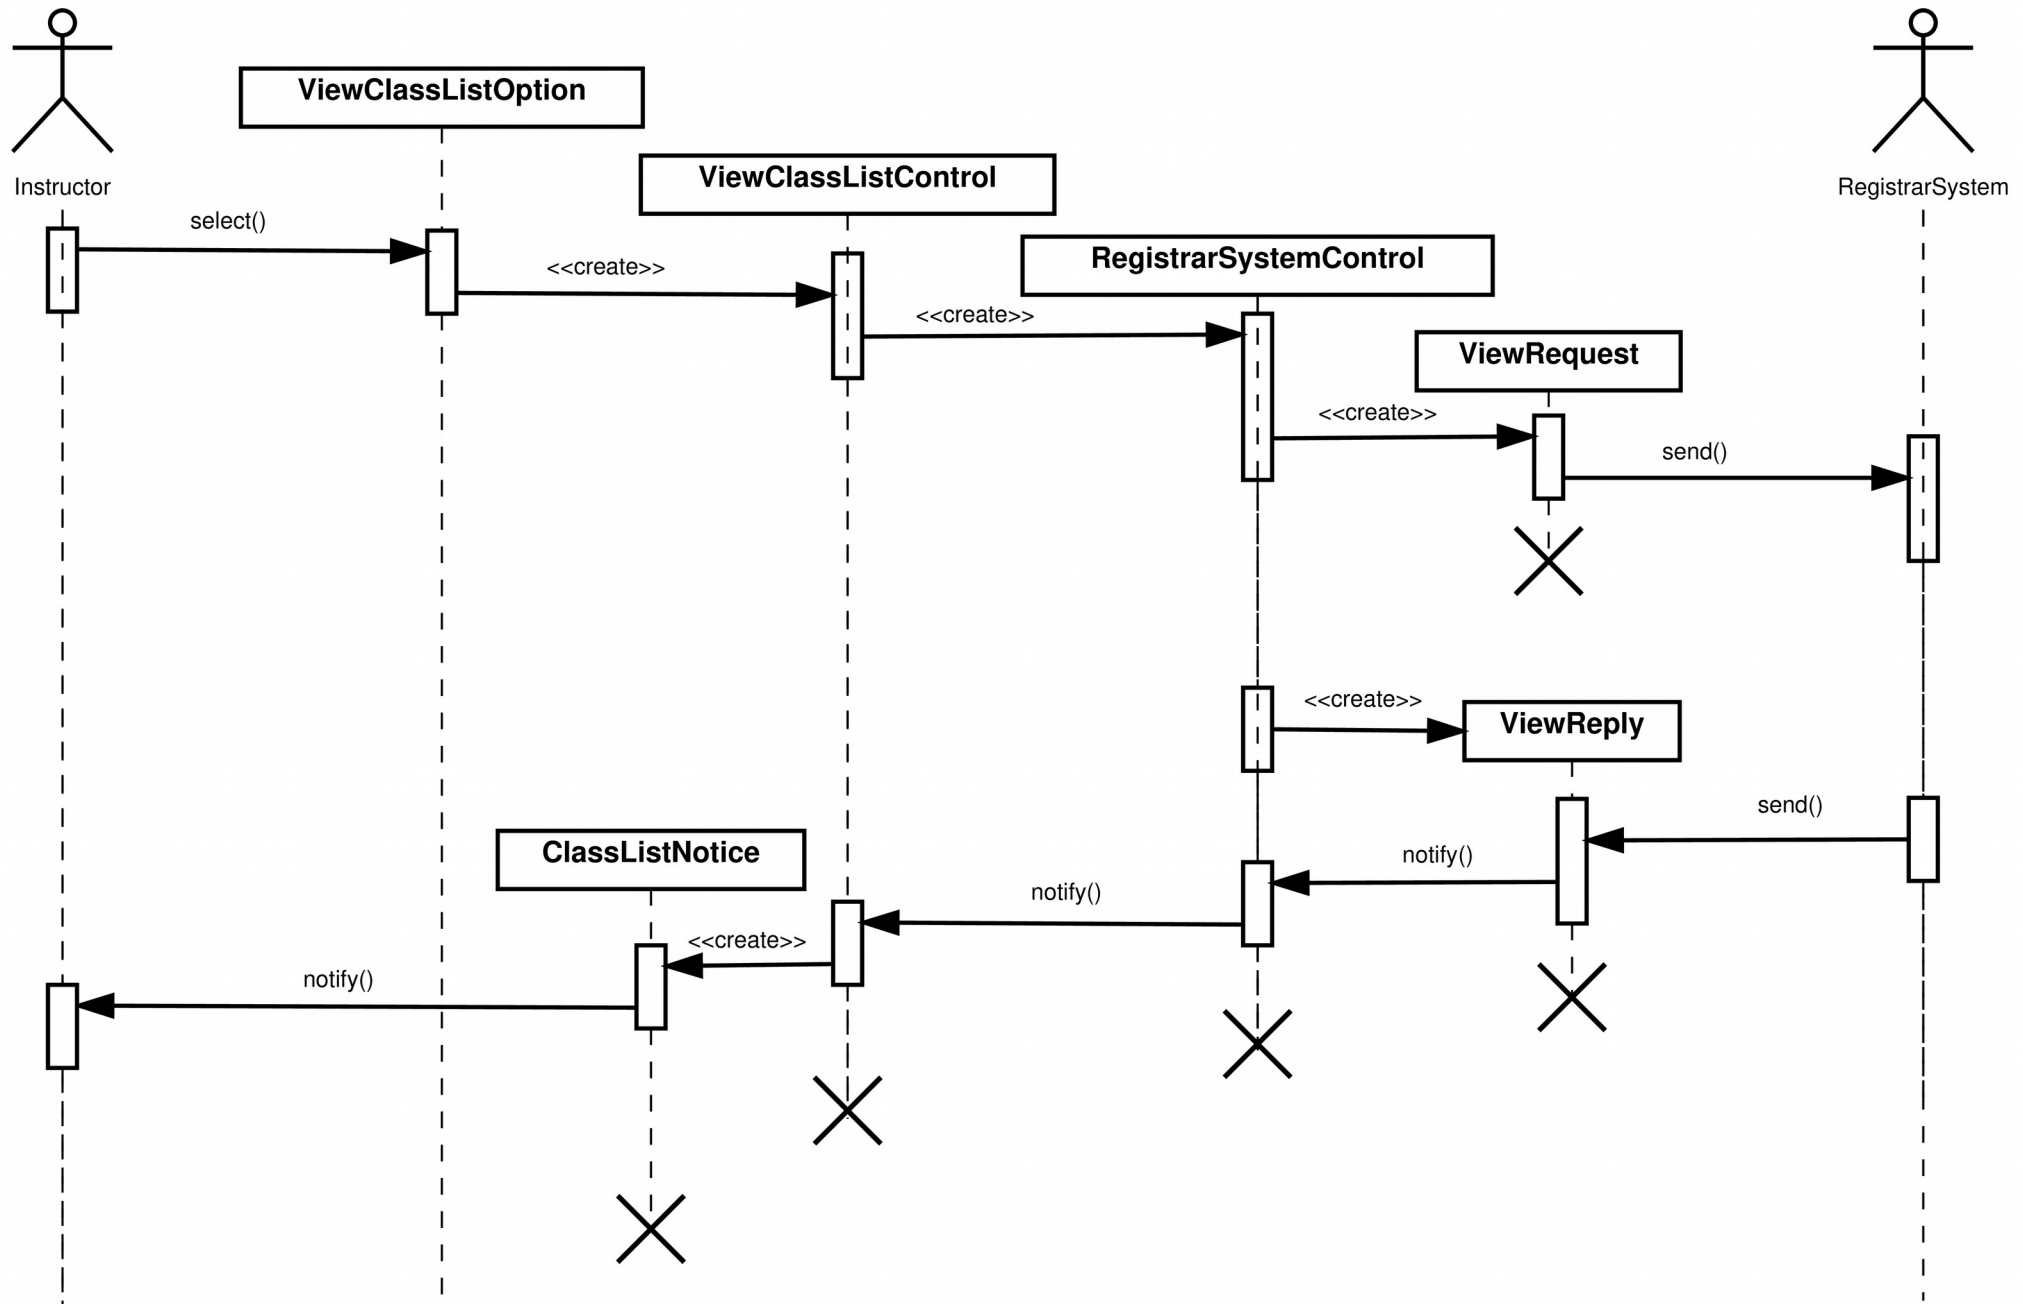 ViewClassListOption
ViewClassListControl
Instructor
RegistrarSystem
select()
RegistrarSystemControl
<<create>>
<<create>>
ViewRequest
<<create>>
send()
<<create>>
ViewReply
send()
ClassListNotice
notify()
notify()
<<create>>
notify()